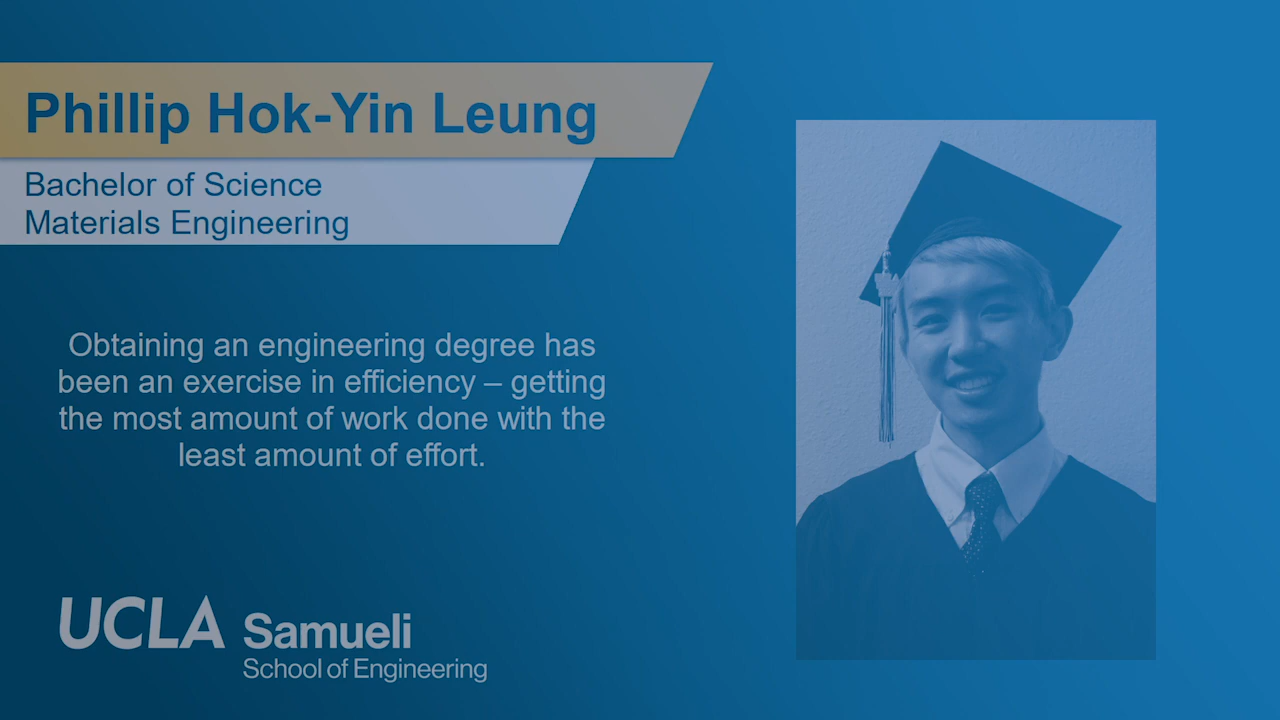 Phillip Hok-Yin Leung
Bachelor of Science
Materials Engineering
Obtaining an engineering degree has
been an exercise in efficiency – getting
the most amount of work done with the
least amount of effort.
UCLA Samueli
School of Engineering